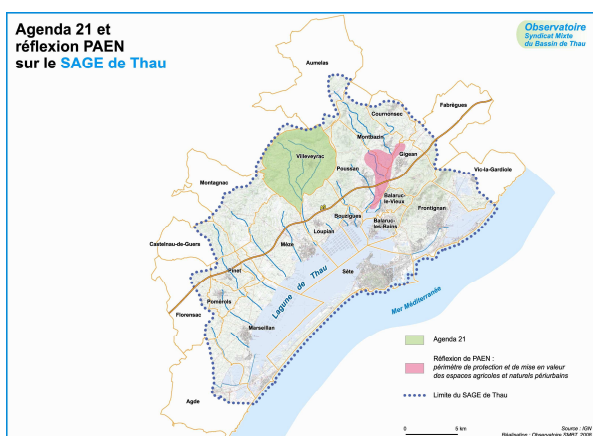 Agenda 21 et
réflexion PAEN
sur le SAGE de Thau
Observatoire
Syndicat Mixte
du Bassin de Thau
Aumelas
Fabrègues
Cournonsec
Montbazin
Gigean
Villeveyrac
Poussan
Vic-la-Gardiole
Montagnac
Balaruc-
le-Vieux
Frontignan
Bouzigues
Balaruc-
les-Bains
Loupian
Castelnau-de-Guers
Mèze
Sète
Pinet
Lagune de Thau
Mer Méditerranée
Pomérols
Florensac
Marseillan
Agde
Agenda 21
Réflexion de PAEN :
périmètre de protection et de mise en valeur
des espaces agricoles et naturels périurbains
Limite du SAGE de Thau
0 5 km
Source : IGN
Réalisation : Observatoire SMBT, 2008